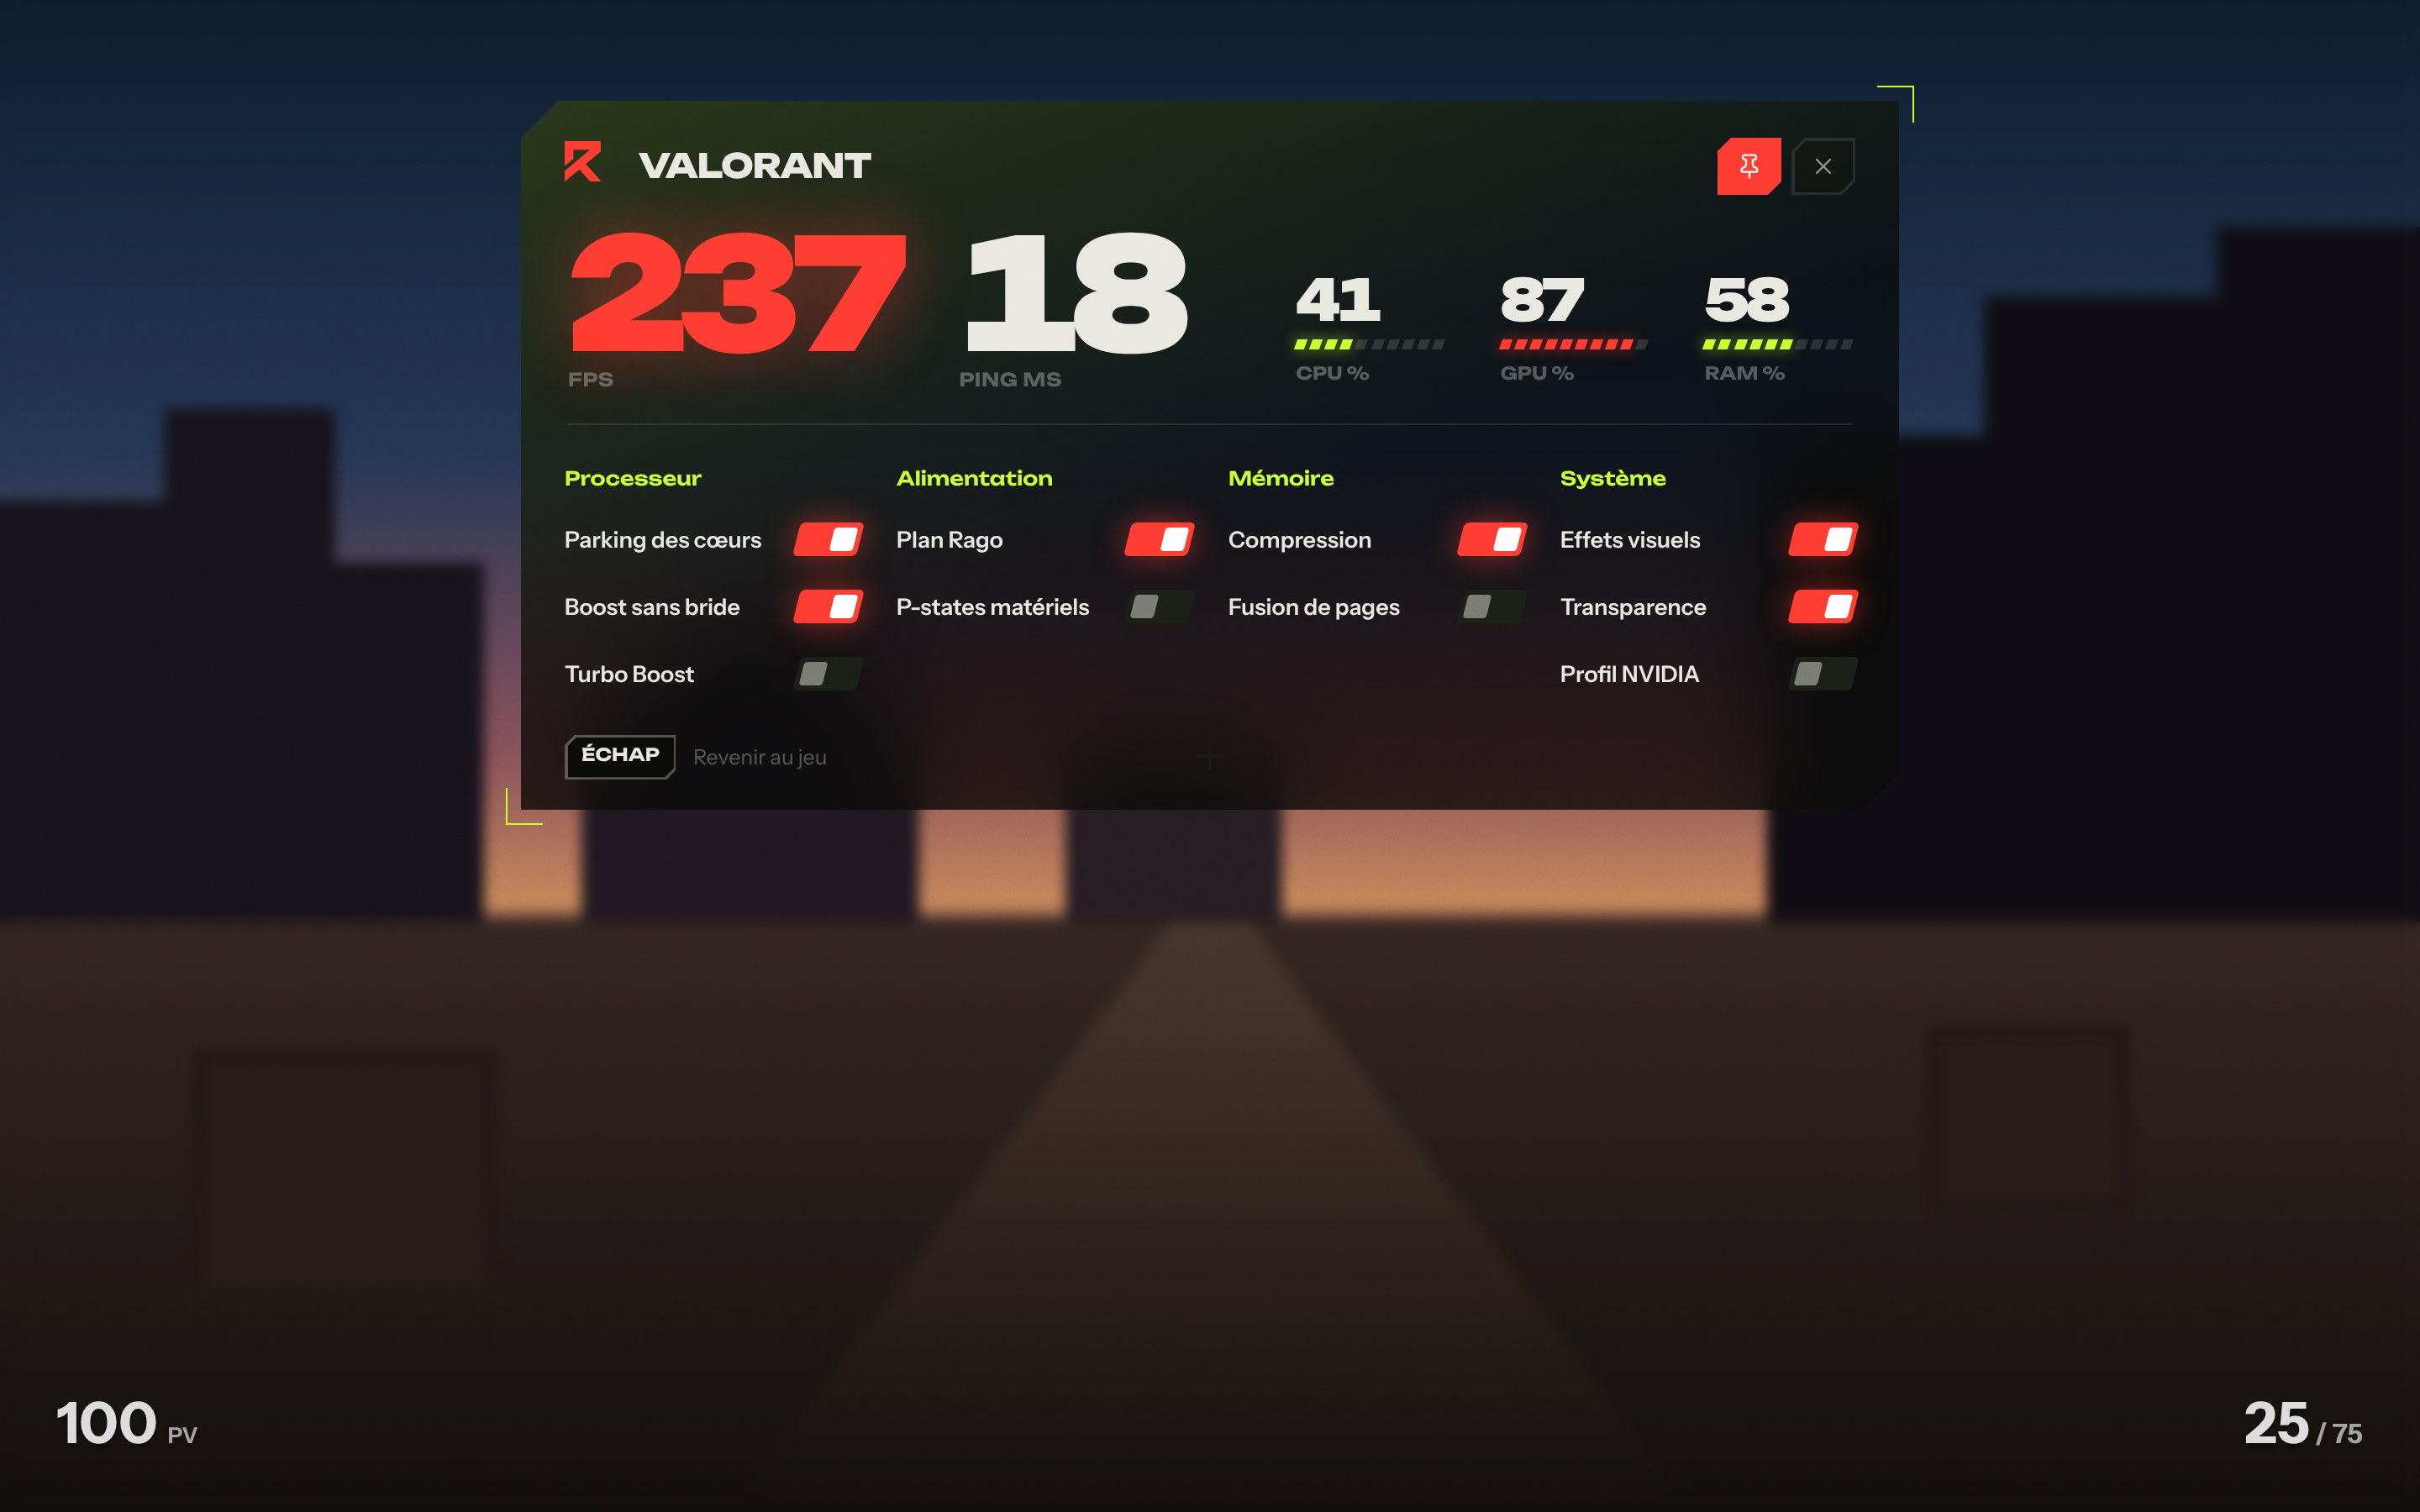 VALORANT
237 18 41 87 58
FPS PING MS CPU % GPU % RAM %
Processeur Alimentation Mémoire Système
Parking des cœurs Plan Rago Compression Effets visuels
Boost sans bride P-states matériels Fusion de pages Transparence
Turbo Boost Profil NVIDIA
ÉCHAP Revenir au jeu
100 PV 25 / 75